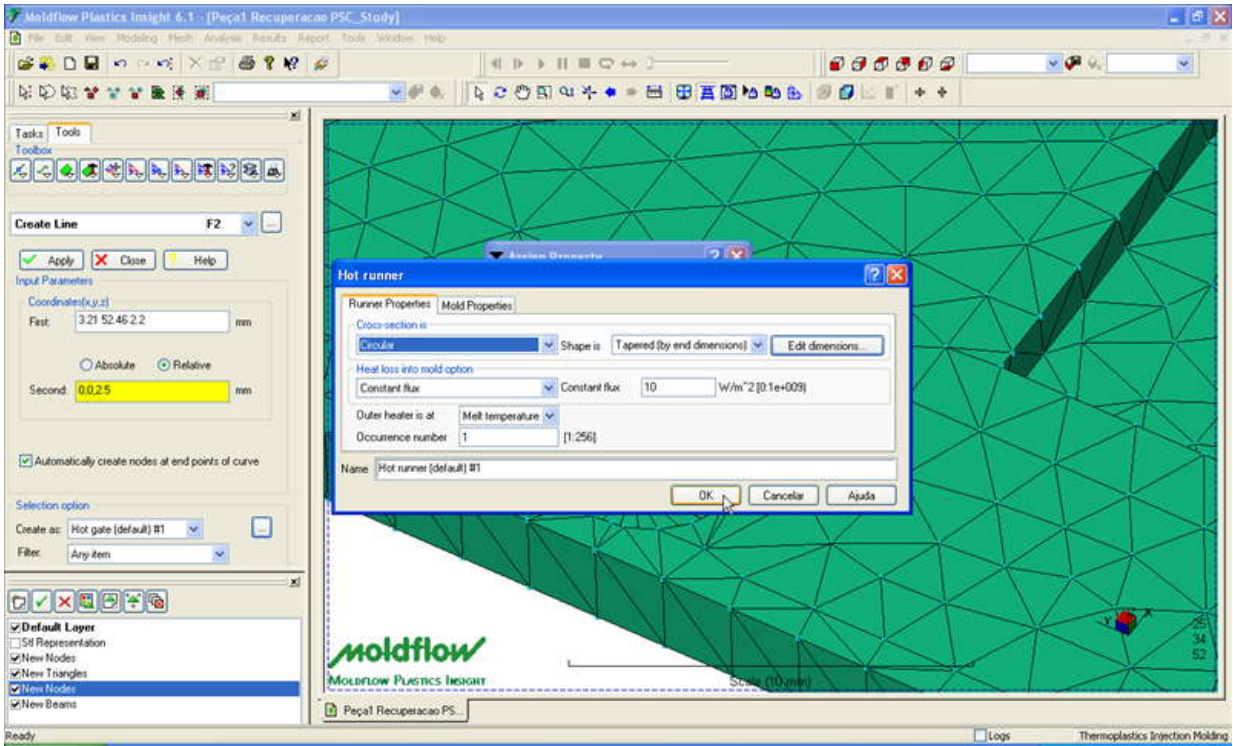 Moldflow Plastics Insight 6.1 - [Peça1 Recuperacao PSC_Study]
File Edit View Modeling Mesh Analysis Results Report Tools Window Help
Tasks Tools
Toolbox
Create Line F2 ...
Apply Close Help
Input Parameters
Coordinates(x,y,z)
First: 3.21 52.46 2.2 mm
Absolute Relative
Second: 0,0,2.5 mm
Automatically create nodes at end points of curve
Selection option
Create as: Hot gate (default) #1 ...
Filter: Any item
Default Layer
Stl Representation
New Nodes
New Triangles
New Nodes
New Beams
Assign Property
Hot runner
Runner Properties Mold Properties
Cross-section is
Circular Shape is Tapered (by end dimensions) Edit dimensions...
Heat loss into mold option
Constant flux Constant flux 10 W/m^2 [0:1e+009]
Outer heater is at Melt temperature
Occurrence number 1 [1:256]
Name Hot runner (default) #1
OK Cancelar Ajuda
moldflow
MOLDFLOW PLASTICS INSIGHT
Scale (10 mm)
Y X
25
34
52
Peça1 Recuperacao PS...
Ready Logs Thermoplastics Injection Molding